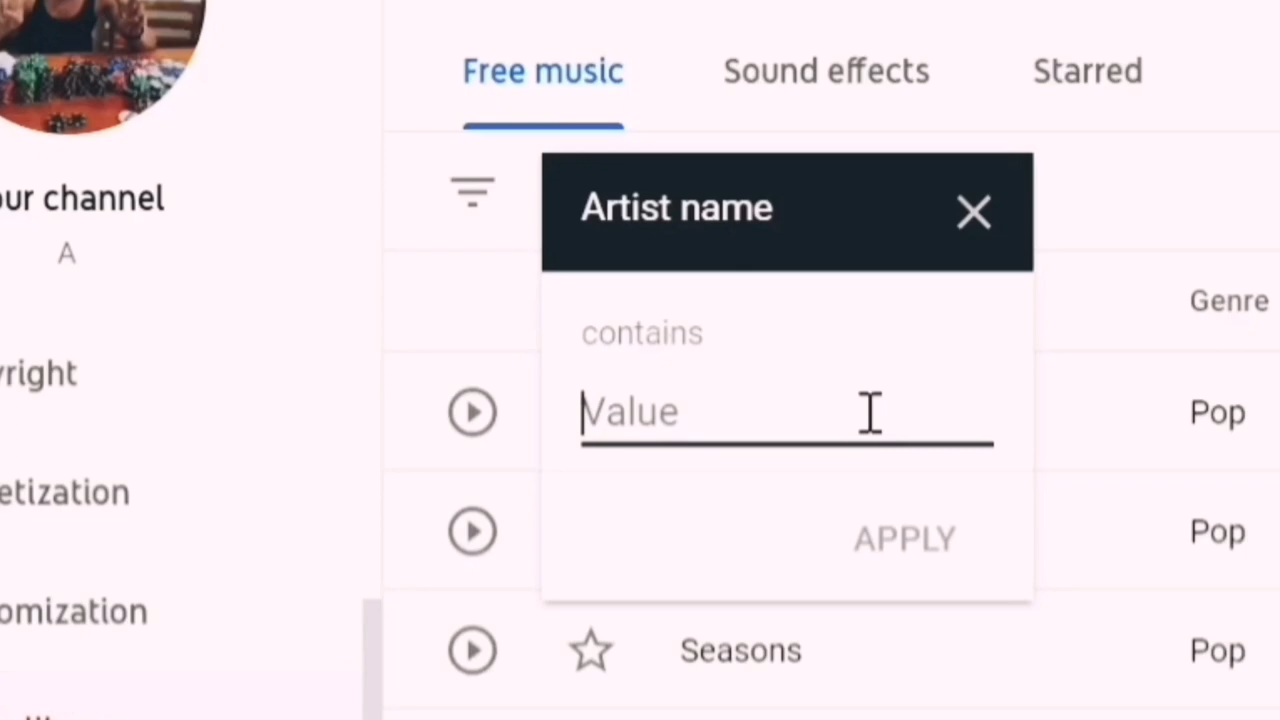 Free music
Sound effects
Starred
our channel
A
Artist name
contains
Value
APPLY
Genre
Pop
Pop
Seasons
Pop
yright
etization
omization